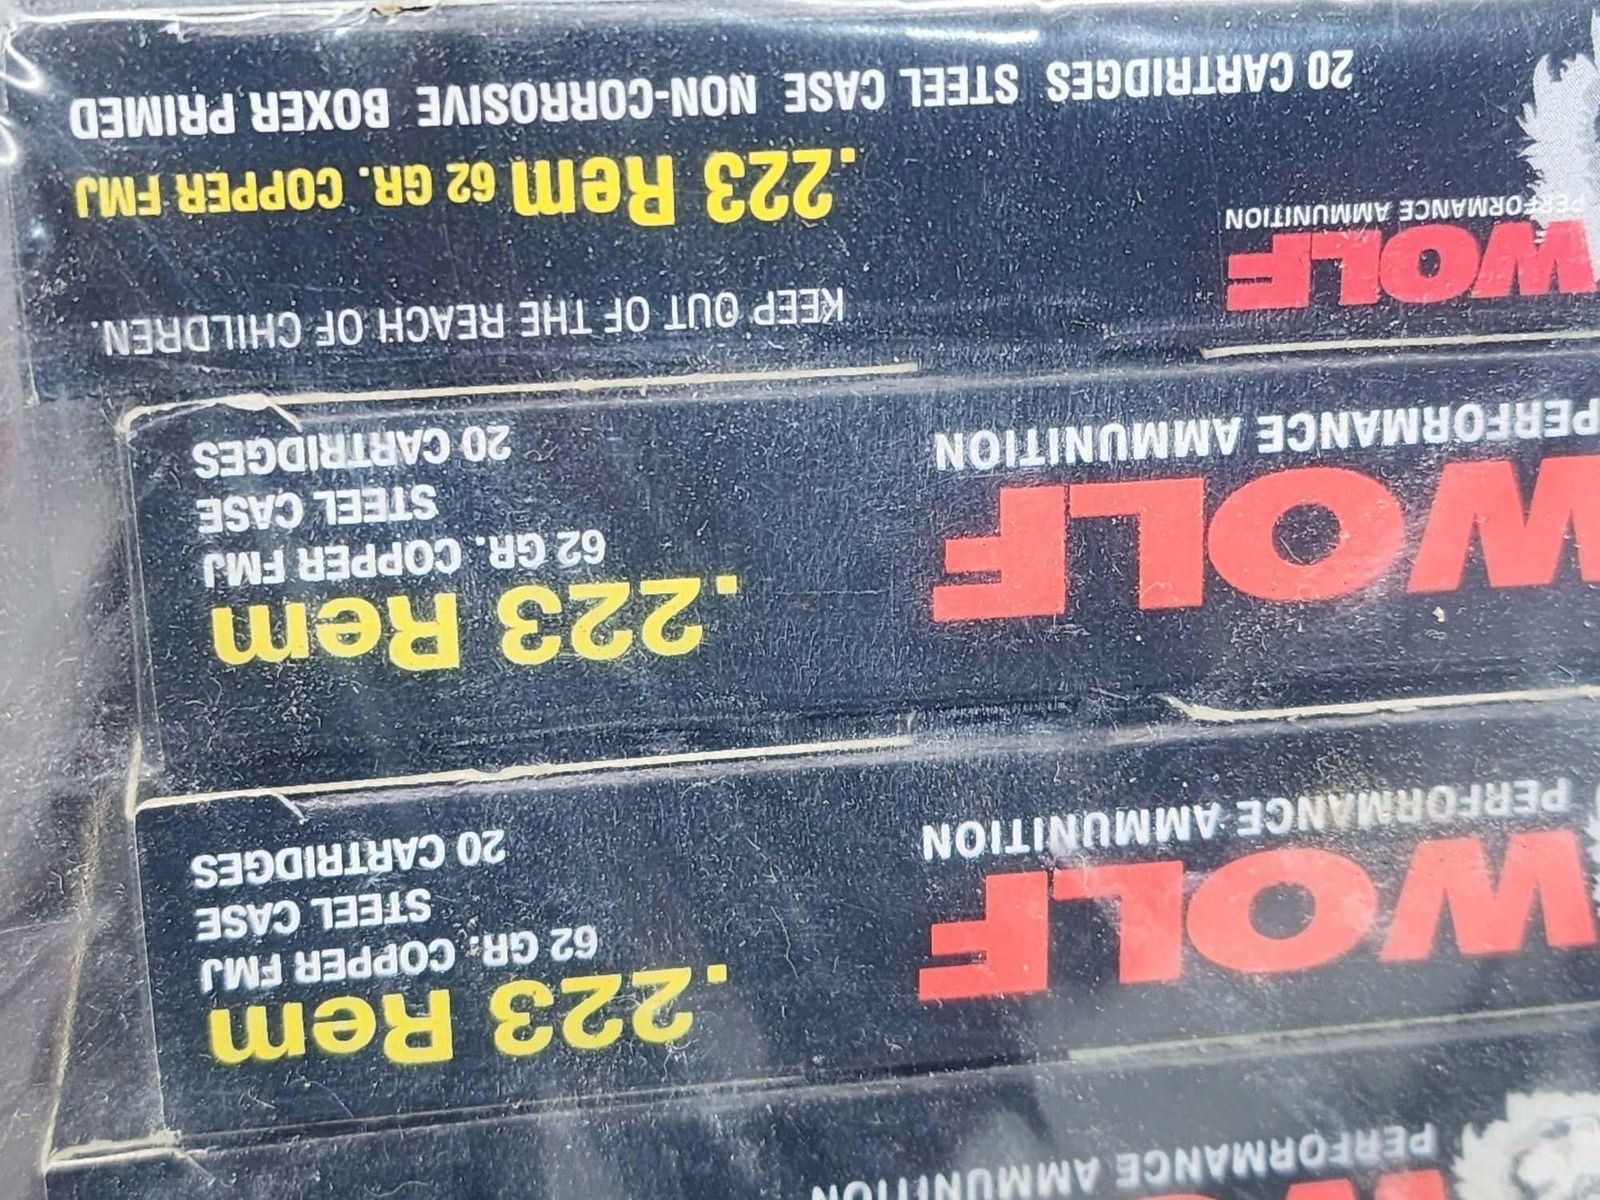 WOLF
PERFORMANCE AMMUNITION
.223 Rem
62 GR. COPPER FMJ
STEEL CASE
20 CARTRIDGES
WOLF
PERFORMANCE AMMUNITION
.223 Rem
62 GR. COPPER FMJ
STEEL CASE
20 CARTRIDGES
WOLF
PERFORMANCE AMMUNITION
KEEP OUT OF THE REACH OF CHILDREN.
.223 Rem 62 GR. COPPER FMJ
20 CARTRIDGES STEEL CASE NON-CORROSIVE BOXER PRIMED
WOLF
PERFORMANCE AMMUNITION